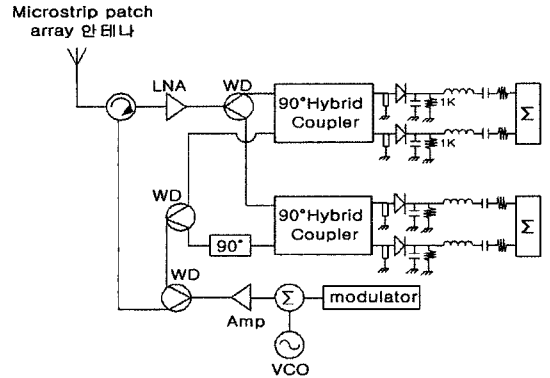 Microstrip patch
array 안테나
LNA
WD
90°Hybrid
Coupler
1K
Σ
1K
WD
90°
90°Hybrid
Coupler
Σ
WD
Amp
Σ
modulator
VCO